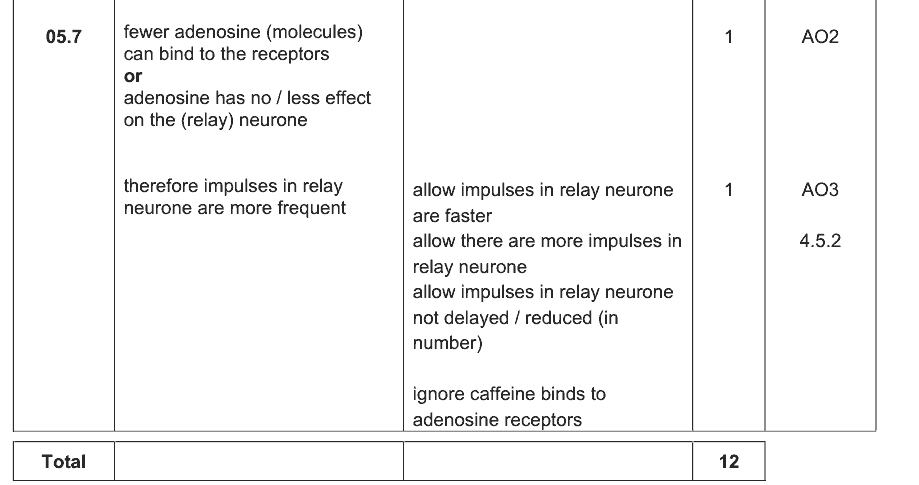 05.7
fewer adenosine (molecules)
can bind to the receptors
or
adenosine has no / less effect
on the (relay) neurone
1
AO2
therefore impulses in relay
neurone are more frequent
allow impulses in relay neurone
are faster
allow there are more impulses in
relay neurone
allow impulses in relay neurone
not delayed / reduced (in
number)
ignore caffeine binds to
adenosine receptors
1
AO3
4.5.2
Total
12